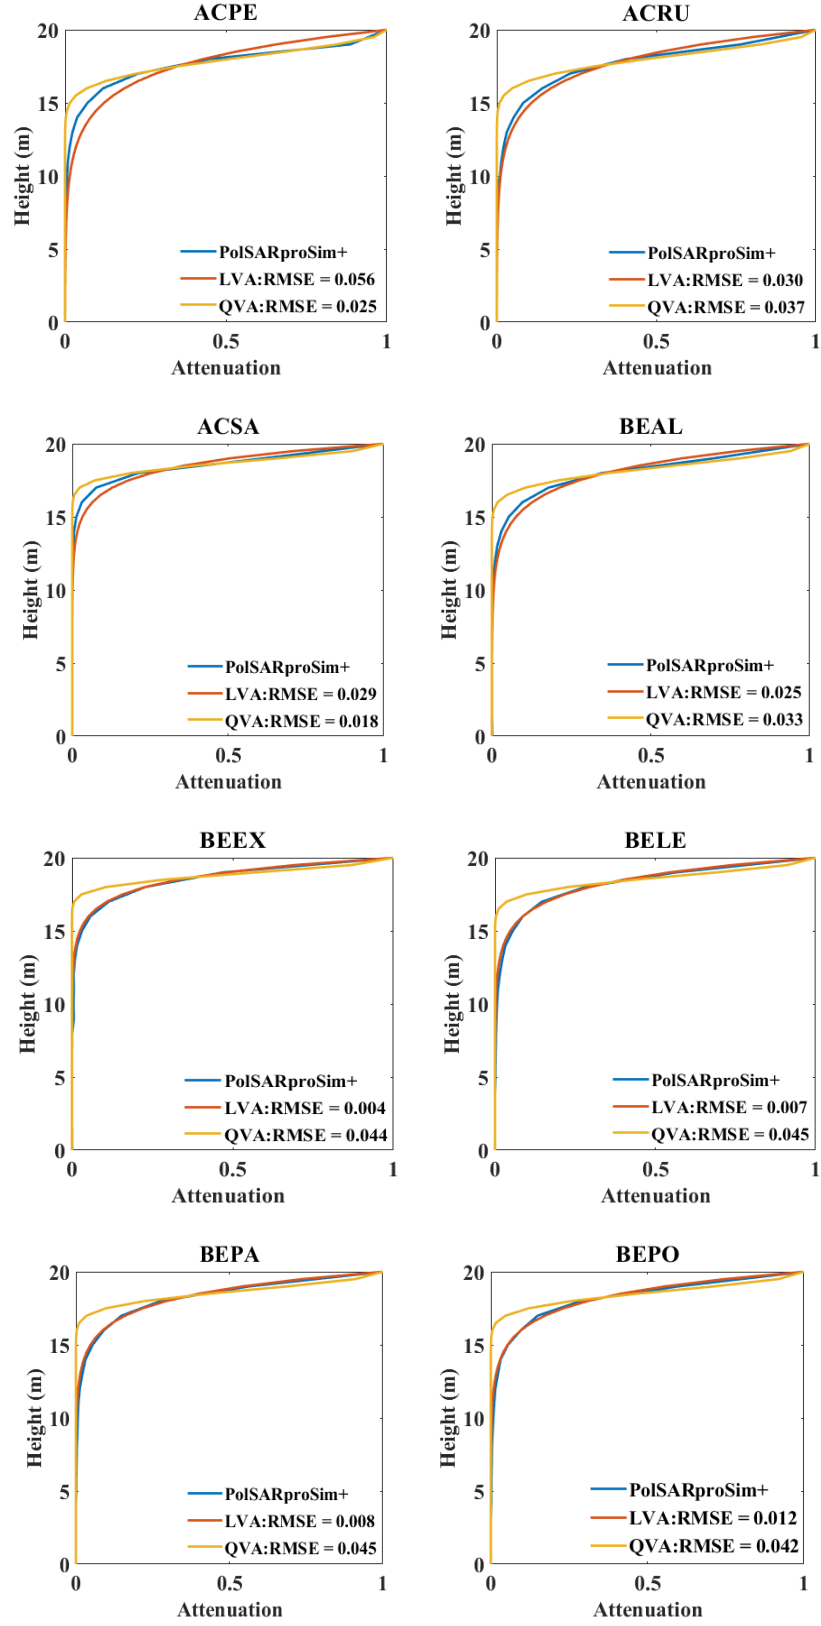 ACPE
20
15
10
5
0
Height (m)
PolSARproSim+
LVA:RMSE = 0.056
QVA:RMSE = 0.025
0 0.5 1
Attenuation
ACRU
20
15
10
5
0
Height (m)
PolSARproSim+
LVA:RMSE = 0.030
QVA:RMSE = 0.037
0 0.5 1
Attenuation
ACSA
20
15
10
5
0
Height (m)
PolSARproSim+
LVA:RMSE = 0.029
QVA:RMSE = 0.018
0 0.5 1
Attenuation
BEAL
20
15
10
5
0
Height (m)
PolSARproSim+
LVA:RMSE = 0.025
QVA:RMSE = 0.033
0 0.5 1
Attenuation
BEEX
20
15
10
5
0
Height (m)
PolSARproSim+
LVA:RMSE = 0.004
QVA:RMSE = 0.044
0 0.5 1
Attenuation
BELE
20
15
10
5
0
Height (m)
PolSARproSim+
LVA:RMSE = 0.007
QVA:RMSE = 0.045
0 0.5 1
Attenuation
BEPA
20
15
10
5
0
Height (m)
PolSARproSim+
LVA:RMSE = 0.008
QVA:RMSE = 0.045
0 0.5 1
Attenuation
BEPO
20
15
10
5
0
Height (m)
PolSARproSim+
LVA:RMSE = 0.012
QVA:RMSE = 0.042
0 0.5 1
Attenuation